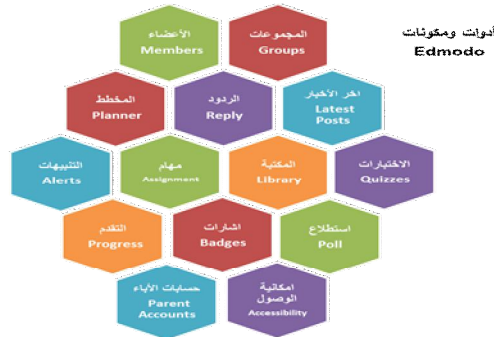 أدوات ومكونات
Edmodo
الأعضاء
Members
المجموعات
Groups
المخطط
Planner
الردود
Reply
اخر الأخبار
Latest
Posts
التنبيهات
Alerts
مهام
Assignment
المكتبة
Library
الاختبارات
Quizzes
التقدم
Progress
اشارات
Badges
استطلاع
Poll
حسابات الآباء
Parent
Accounts
امكانية
الوصول
Accessibility